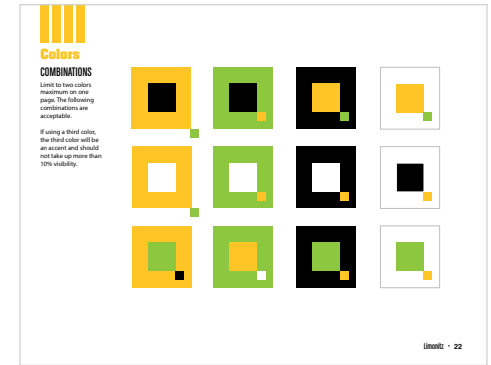 Colors
COMBINATIONS
Limit to two colors
maximum on one
page. The following
combinations are
acceptable.
If using a third color,
the third color will be
an accent and should
not take up more than
10% visibility.
Limonitz • 22